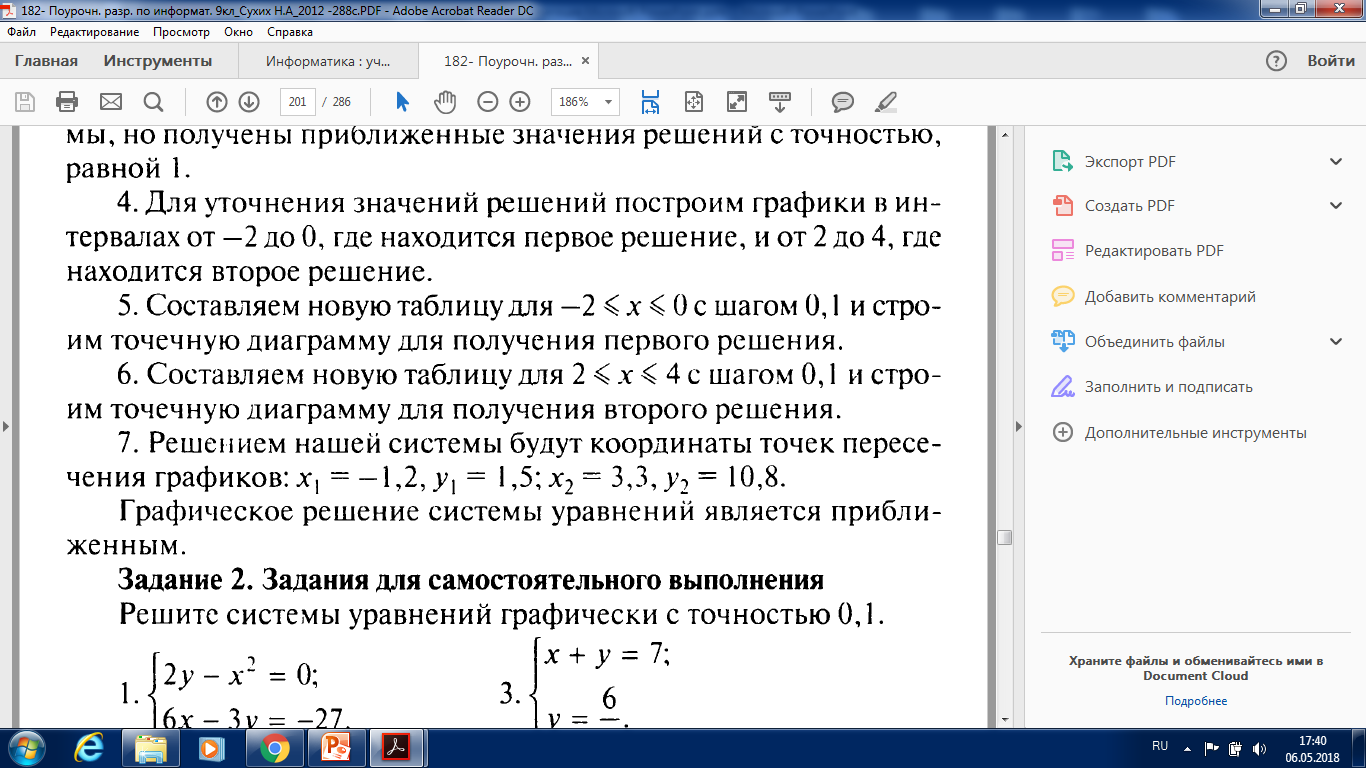 182- Поурочн. разр. по информат. 9кл_Сухих Н.А_2012 -288с.PDF - Adobe Acrobat Reader DC
Файл Редактирование Просмотр Окно Справка
Главная Инструменты Информатика : уч... 182- Поурочн. раз... × Войти
201 / 286 186%
мы, но получены приближенные значения решений с точностью,
равной 1.
4. Для уточнения значений решений построим графики в ин-
тервалах от −2 до 0, где находится первое решение, и от 2 до 4, где
находится второе решение.
5. Составляем новую таблицу для −2 ⩽ x ⩽ 0 с шагом 0,1 и стро-
им точечную диаграмму для получения первого решения.
6. Составляем новую таблицу для 2 ⩽ x ⩽ 4 с шагом 0,1 и стро-
им точечную диаграмму для получения второго решения.
7. Решением нашей системы будут координаты точек пересе-
чения графиков: x₁ = −1,2, y₁ = 1,5; x₂ = 3,3, y₂ = 10,8.
Графическое решение системы уравнений является прибли-
женным.
Задание 2. Задания для самостоятельного выполнения
Решите системы уравнений графически с точностью 0,1.
1. { 2y − x² = 0;
6x − 3y = −27.
3. { x + y = 7;
y = 6/
Экспорт PDF
Создать PDF
Редактировать PDF
Добавить комментарий
Объединить файлы
Заполнить и подписать
Дополнительные инструменты
Храните файлы и обменивайтесь ими в
Document Cloud
Подробнее
RU 17:40
06.05.2018